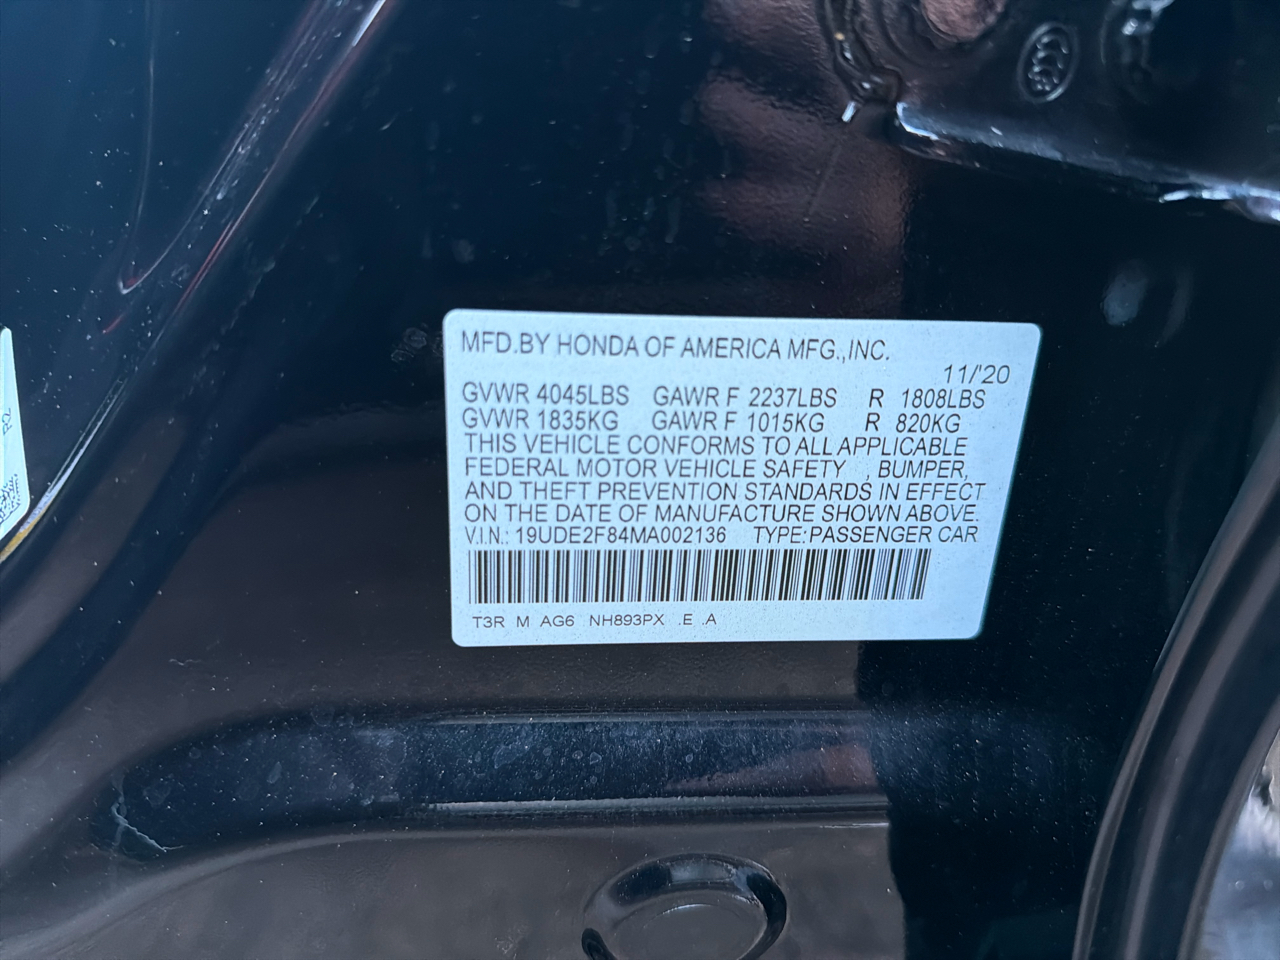 MFD.BY HONDA OF AMERICA MFG.,INC.
11/'20
GVWR 4045LBS GAWR F 2237LBS R 1808LBS
GVWR 1835KG GAWR F 1015KG R 820KG
THIS VEHICLE CONFORMS TO ALL APPLICABLE
FEDERAL MOTOR VEHICLE SAFETY , BUMPER,
AND THEFT PREVENTION STANDARDS IN EFFECT
ON THE DATE OF MANUFACTURE SHOWN ABOVE.
V.I.N.: 19UDE2F84MA002136 TYPE:PASSENGER CAR
T3R M AG6 NH893PX .E .A